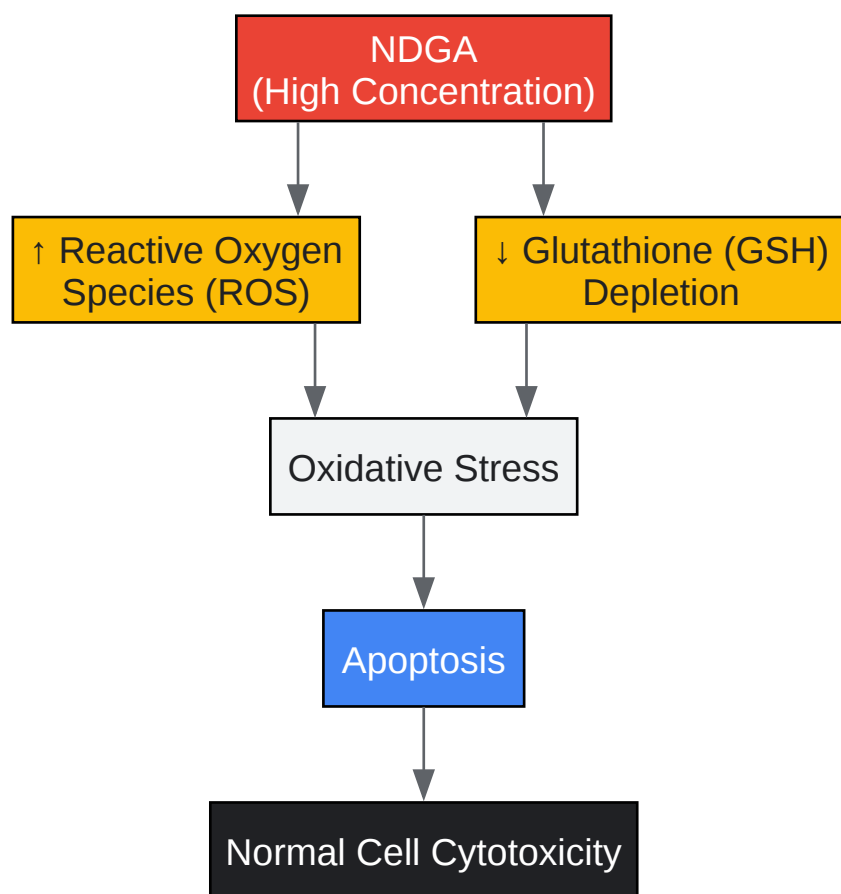 NDGA
(High Concentration)
↑ Reactive Oxygen
Species (ROS)
↓ Glutathione (GSH)
Depletion
Oxidative Stress
Apoptosis
Normal Cell Cytotoxicity